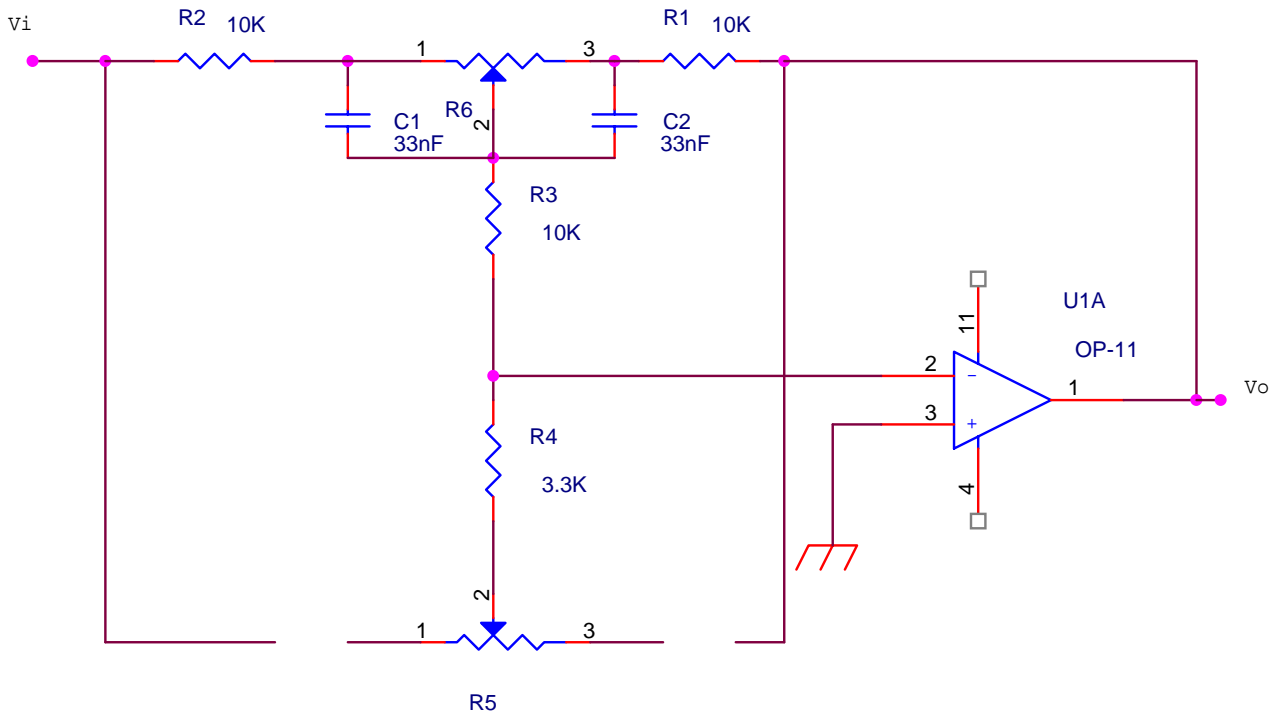 Vi
R2 10K
R1 10K
1
3
R6
2
C1
33nF
C2
33nF
R3
10K
11
U1A
OP-11
2
−
1
Vo
3
+
R4
3.3K
4
2
1
3
R5